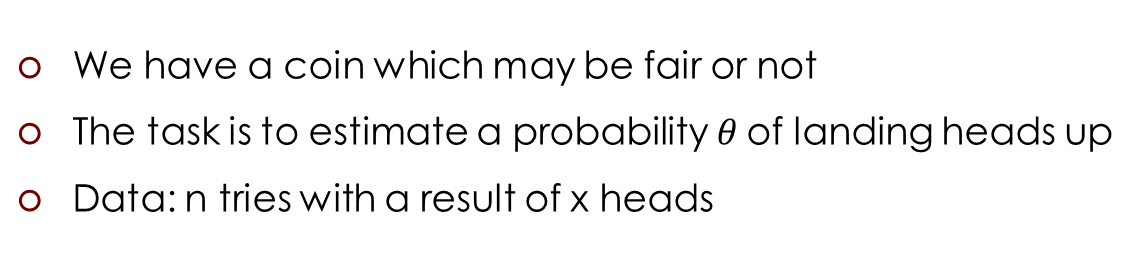 We have a coin which may be fair or not
The task is to estimate a probability θ of landing heads up
Data: n tries with a result of x heads